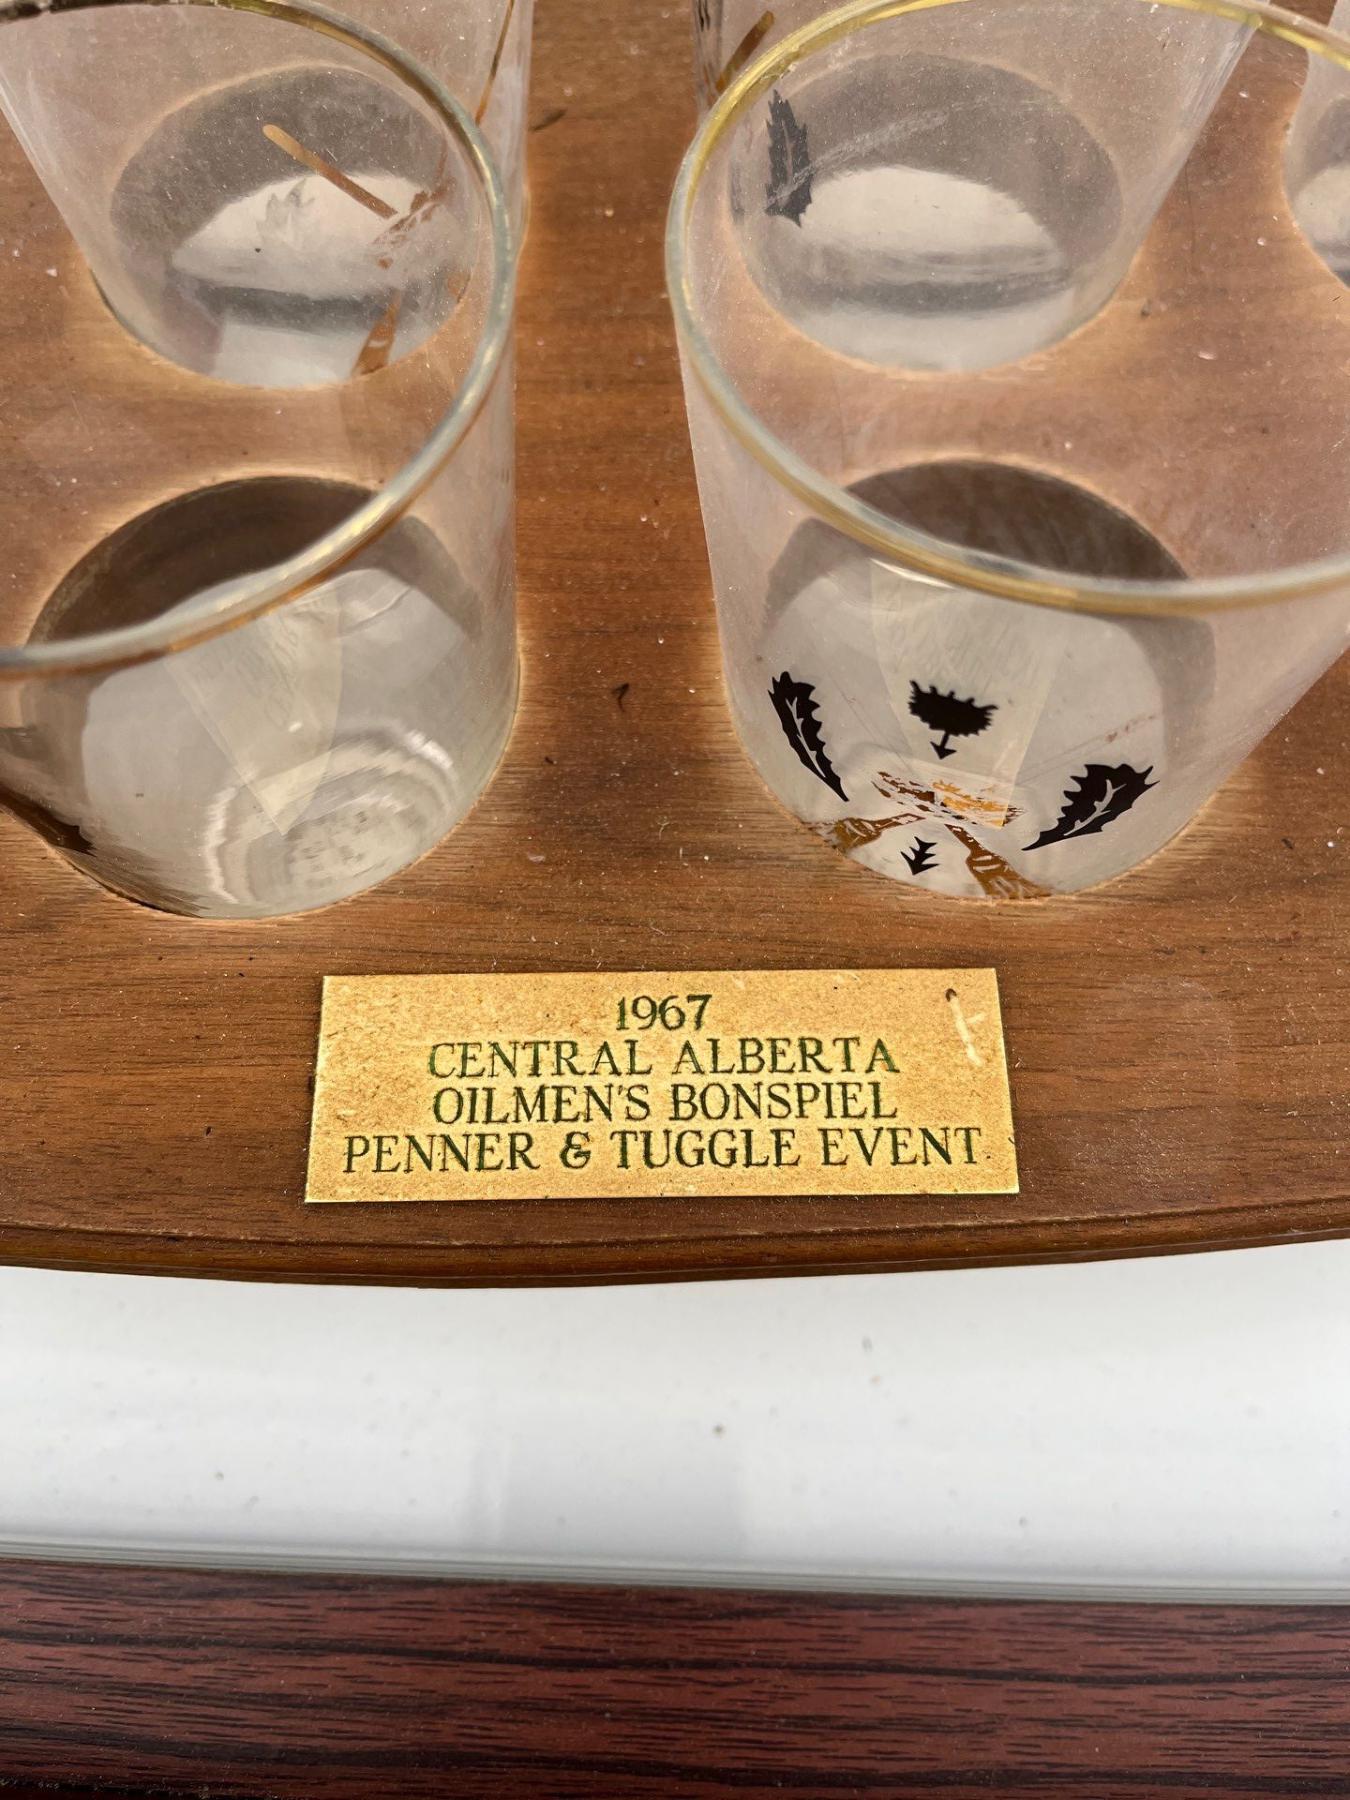 1967
CENTRAL ALBERTA
OILMEN'S BONSPIEL
PENNER & TUGGLE EVENT